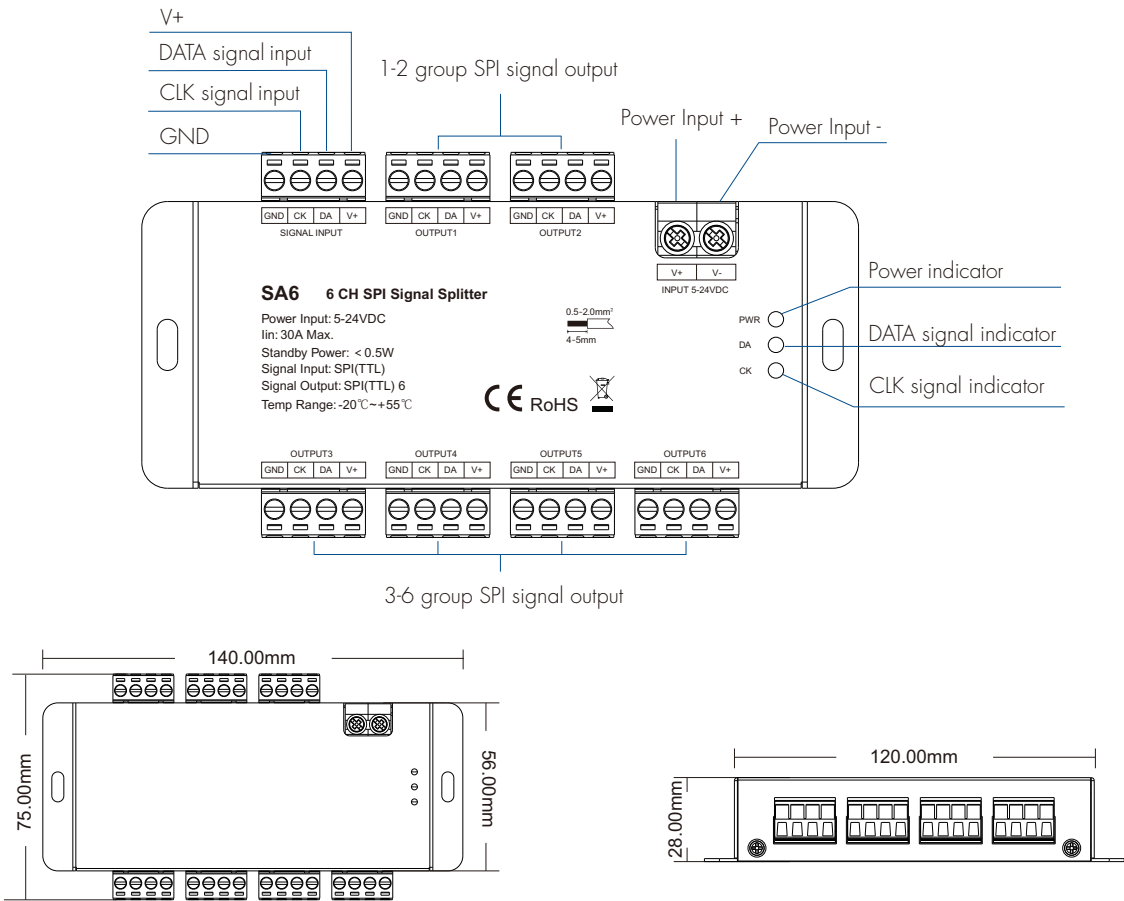 V+
DATA signal input
CLK signal input
GND
1-2 group SPI signal output
Power Input +
Power Input -
GND CK DA V+
SIGNAL INPUT
GND CK DA V+
OUTPUT1
GND CK DA V+
OUTPUT2
V+ V-
INPUT 5-24VDC
SA6 6 CH SPI Signal Splitter
Power Input: 5-24VDC
Iin: 30A Max.
Standby Power: < 0.5W
Signal Input: SPI(TTL)
Signal Output: SPI(TTL) 6
Temp Range: -20℃~+55℃
0.5-2.0mm²
4-5mm
CE RoHS
PWR
DA
CK
Power indicator
DATA signal indicator
CLK signal indicator
OUTPUT3
GND CK DA V+
OUTPUT4
GND CK DA V+
OUTPUT5
GND CK DA V+
OUTPUT6
GND CK DA V+
3-6 group SPI signal output
140.00mm
75.00mm
56.00mm
120.00mm
28.00mm